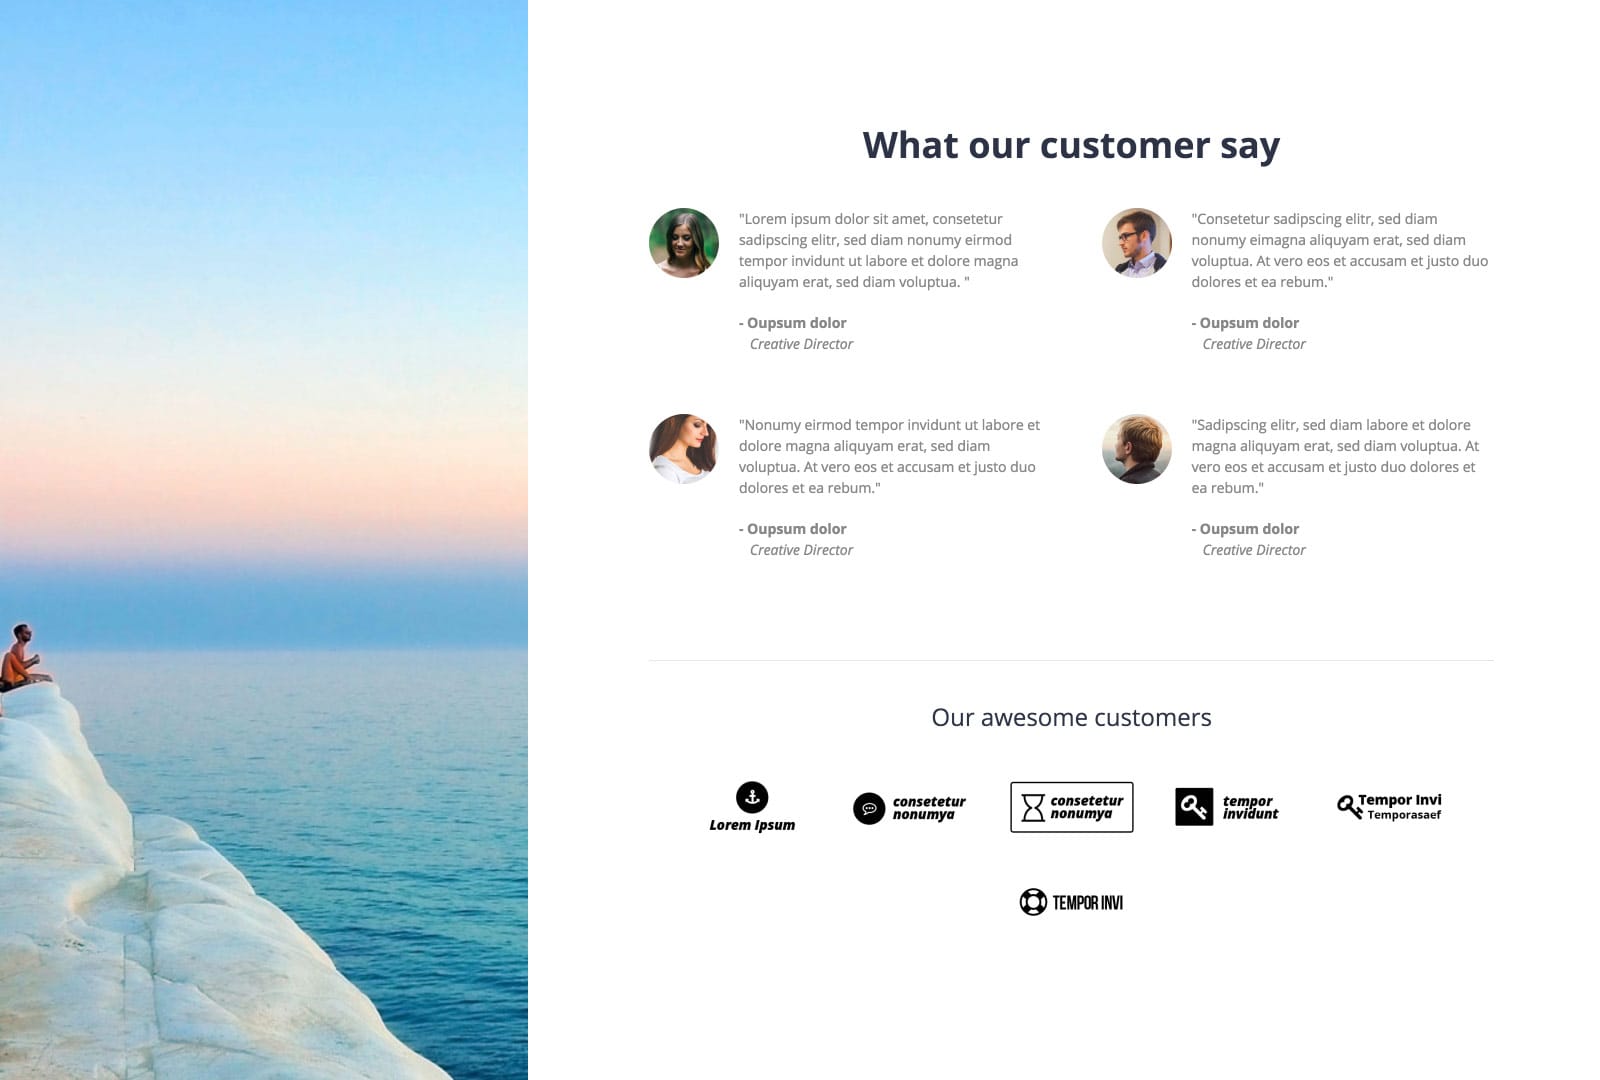 What our customer say
"Lorem ipsum dolor sit amet, consetetur
sadipscing elitr, sed diam nonumy eirmod
tempor invidunt ut labore et dolore magna
aliquyam erat, sed diam voluptua. "
- Oupsum dolor
Creative Director
"Consetetur sadipscing elitr, sed diam
nonumy eimagna aliquyam erat, sed diam
voluptua. At vero eos et accusam et justo duo
dolores et ea rebum."
- Oupsum dolor
Creative Director
"Nonumy eirmod tempor invidunt ut labore et
dolore magna aliquyam erat, sed diam
voluptua. At vero eos et accusam et justo duo
dolores et ea rebum."
- Oupsum dolor
Creative Director
"Sadipscing elitr, sed diam labore et dolore
magna aliquyam erat, sed diam voluptua. At
vero eos et accusam et justo duo dolores et
ea rebum."
- Oupsum dolor
Creative Director
Our awesome customers
Lorem Ipsum
consetetur
nonumya
consetetur
nonumya
tempor
invidunt
Tempor Invi
Temporasaef
TEMPOR INVI